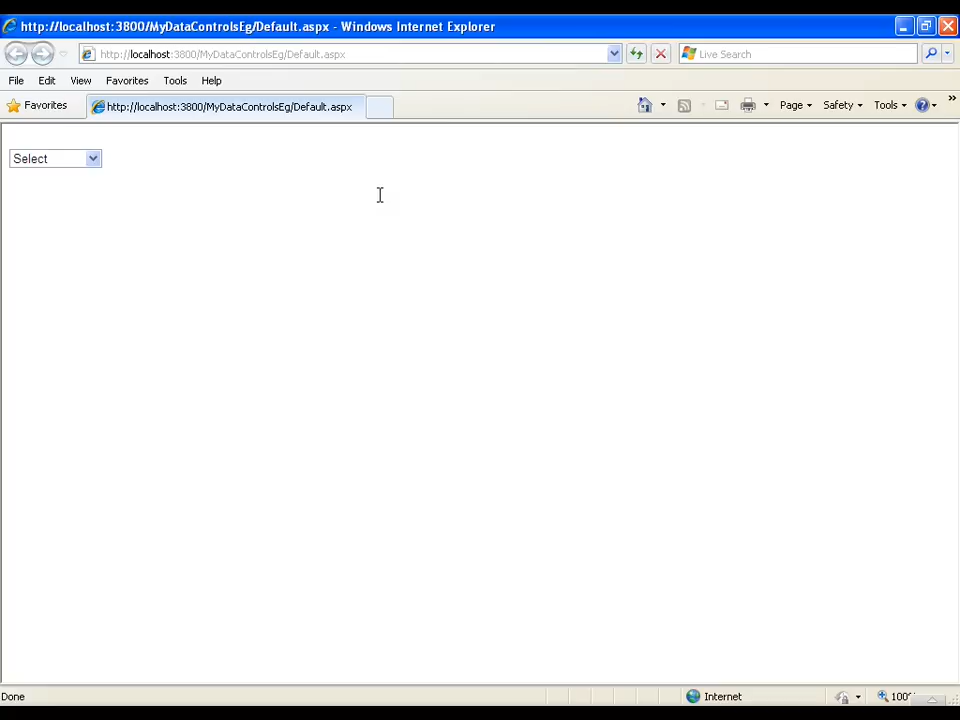 http://localhost:3800/MyDataControlsEg/Default.aspx - Windows Internet Explorer
http://localhost:3800/MyDataControlsEg/Default.aspx
Live Search
File Edit View Favorites Tools Help
Favorites http://localhost:3800/MyDataControlsEg/Default.aspx Page Safety Tools »
Select
Done Internet 100%